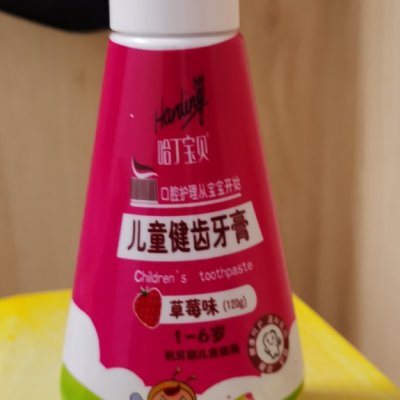 哈丁宝贝
口腔护理从宝宝开始
儿童健齿牙膏
Children's toothpaste
草莓味 (120g)
1-6岁